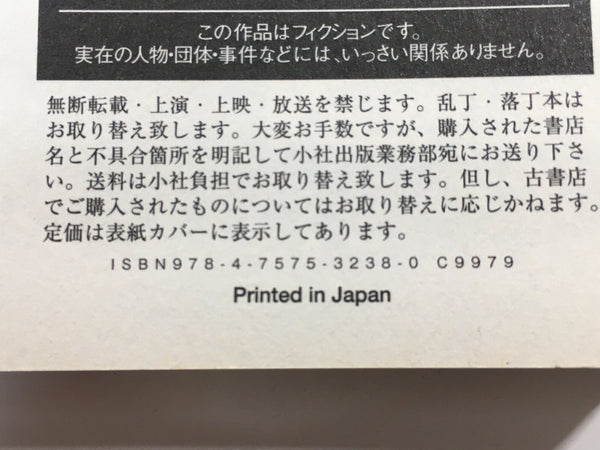 この作品はフィクションです。
実在の人物・団体・事件などには、いっさい関係ありません。
無断転載・上演・上映・放送を禁じます。乱丁・落丁本は
お取り替え致します。大変お手数ですが、購入された書店
名と不具合箇所を明記して小社出版業務部宛にお送り下さ
い。送料は小社負担でお取り替え致します。但し、古書店
でご購入されたものについてはお取り替えに応じかねます。
定価は表紙カバーに表示してあります。
ISBN978-4-7575-3238-0 C9979
Printed in Japan